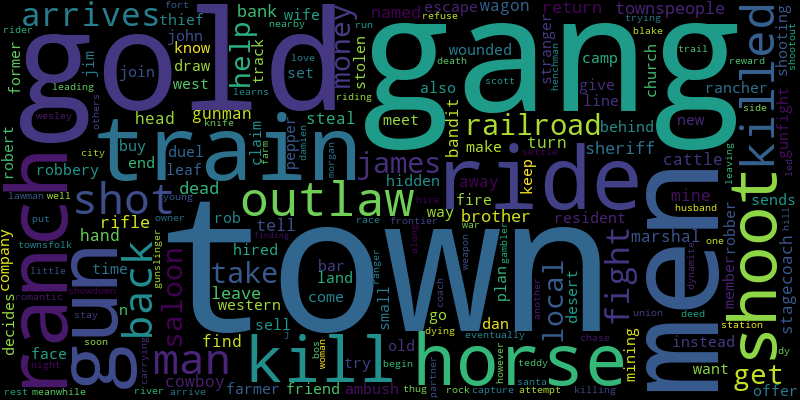 fort
rider
arrives
thief
bank
wife
wagon
named
escape
refuse
trying
return
townspeople
nearby
run
gold
gang
john
know
draw
west
help
track
money
stolen
set
love
learns
riding
death
camp
wounded
also
church
stranger
henchman
blake
scott
trail
reward
give
line
rancher
shooting
shootout
side
killed
jim
join
former
leading
others
wesley
gunman
head
knife
steal
meet
new
gunfight
led
robert
city
train
claim
farm
pepper
damien
morgan
bandit
railroad
make
turn
behind
sheriff
buy
end
duel
leaf
robbery
young
owner
dead
hidden
james
away
keep
settle
cattle
mine
husband
leaving
hill
lawman
well
put
townsfolk
ranch
shot
rifle
hand
outlaw
hire
race
frontier
way
fire
brother
ride
resident
marshal
one
member
robber
shoot
sends
little
gun
back
time
saloon
gunslinger
rob
tell
finding
town
war
along
weapon
gambler
plan
desert
local
fight
men
dynamite
stagecoach
company
decides
romantic
showdown
stay
n
hired
bar
land
come
take
leave
western
small
ranger
coach
another
union
deed
station
face
night
soon
carrying
man
find
sell
j
bos
woman
kill
old
go
dying
dan
eventually
horse
chase
mining
instead
want
get
dy
rest
meanwhile
river
arrive
cowboy
farmer
friend
try
ambush
begin
thug
partner
teddy
rock
however
capture
santa
attempt
killing
offer